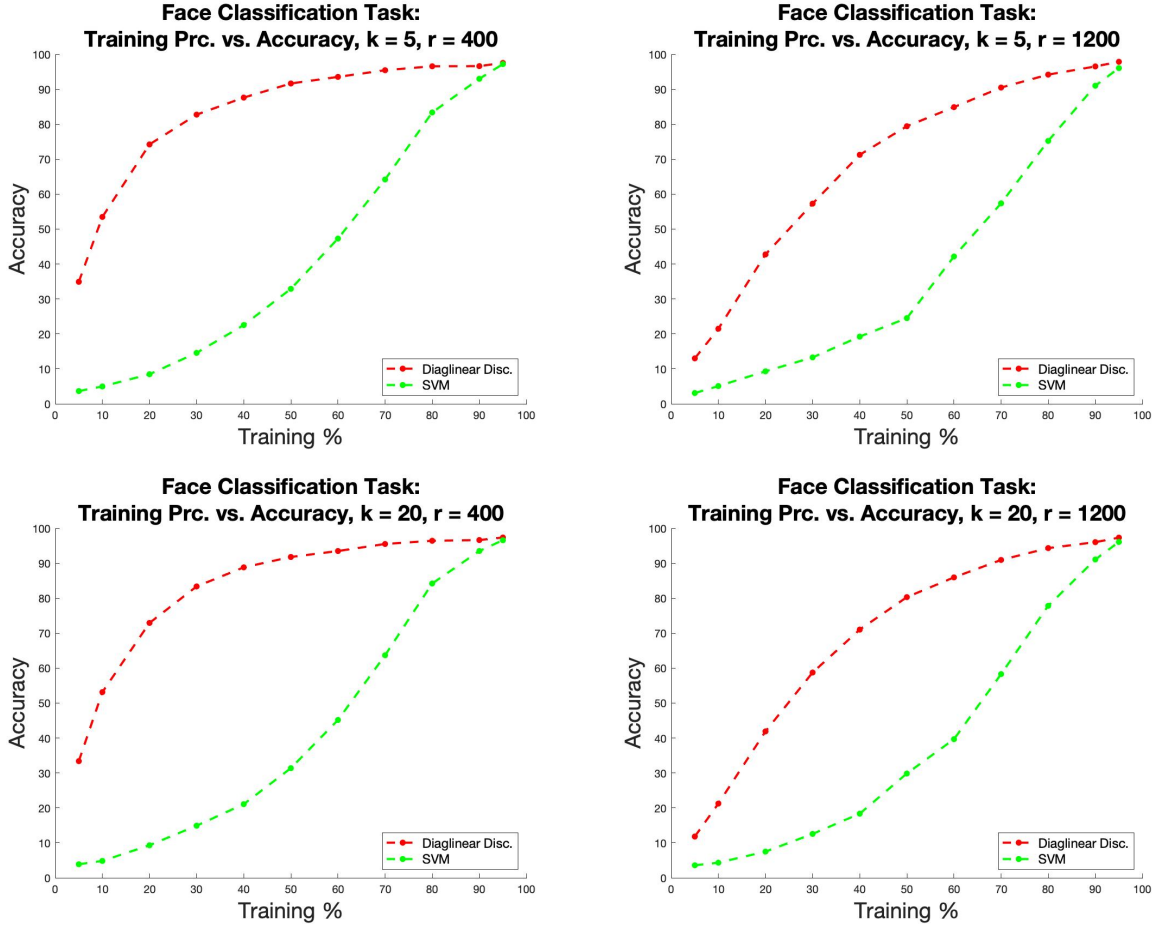 Face Classification Task:
Training Prc. vs. Accuracy, k = 5, r = 400
100
90
80
70
60
50
40
30
20
10
0
Accuracy
0 10 20 30 40 50 60 70 80 90 100
Training %
Diaglinear Disc.
SVM
Face Classification Task:
Training Prc. vs. Accuracy, k = 5, r = 1200
100
90
80
70
60
50
40
30
20
10
0
Accuracy
0 10 20 30 40 50 60 70 80 90 100
Training %
Diaglinear Disc.
SVM
Face Classification Task:
Training Prc. vs. Accuracy, k = 20, r = 400
100
90
80
70
60
50
40
30
20
10
0
Accuracy
0 10 20 30 40 50 60 70 80 90 100
Training %
Diaglinear Disc.
SVM
Face Classification Task:
Training Prc. vs. Accuracy, k = 20, r = 1200
100
90
80
70
60
50
40
30
20
10
0
Accuracy
0 10 20 30 40 50 60 70 80 90 100
Training %
Diaglinear Disc.
SVM